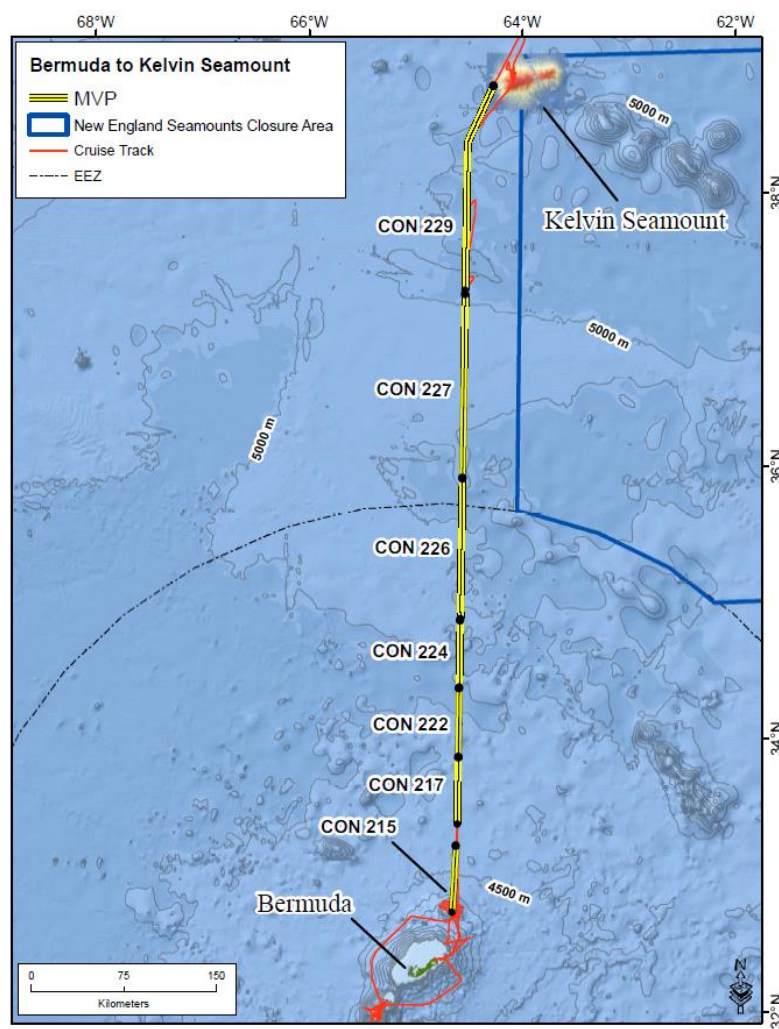 68°W
66°W
64°W
62°W
Bermuda to Kelvin Seamount
MVP
New England Seamounts Closure Area
Cruise Track
EEZ
5000 m
38°N
Kelvin Seamount
CON 229
5000 m
CON 227
5000 m
36°N
CON 226
CON 224
34°N
CON 222
CON 217
CON 215
4500 m
Bermuda
0 75 150
Kilometers
N
32°N